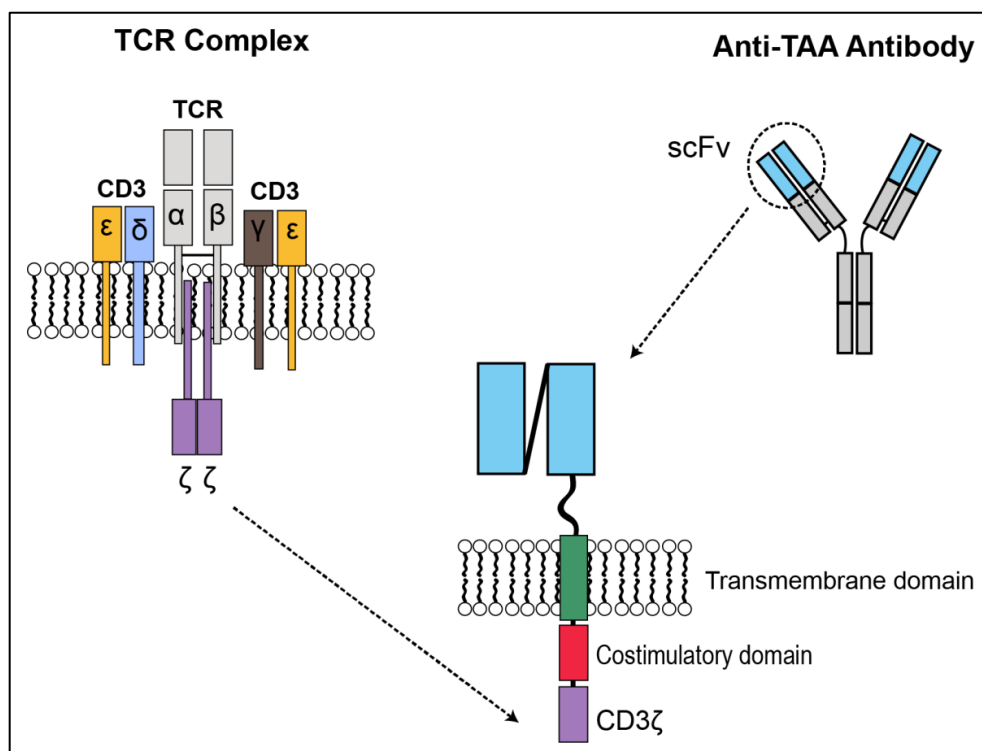 TCR Complex
Anti-TAA Antibody
TCR
scFv
CD3
CD3
ε
δ
α
β
γ
ε
ζ ζ
Transmembrane domain
Costimulatory domain
CD3ζ